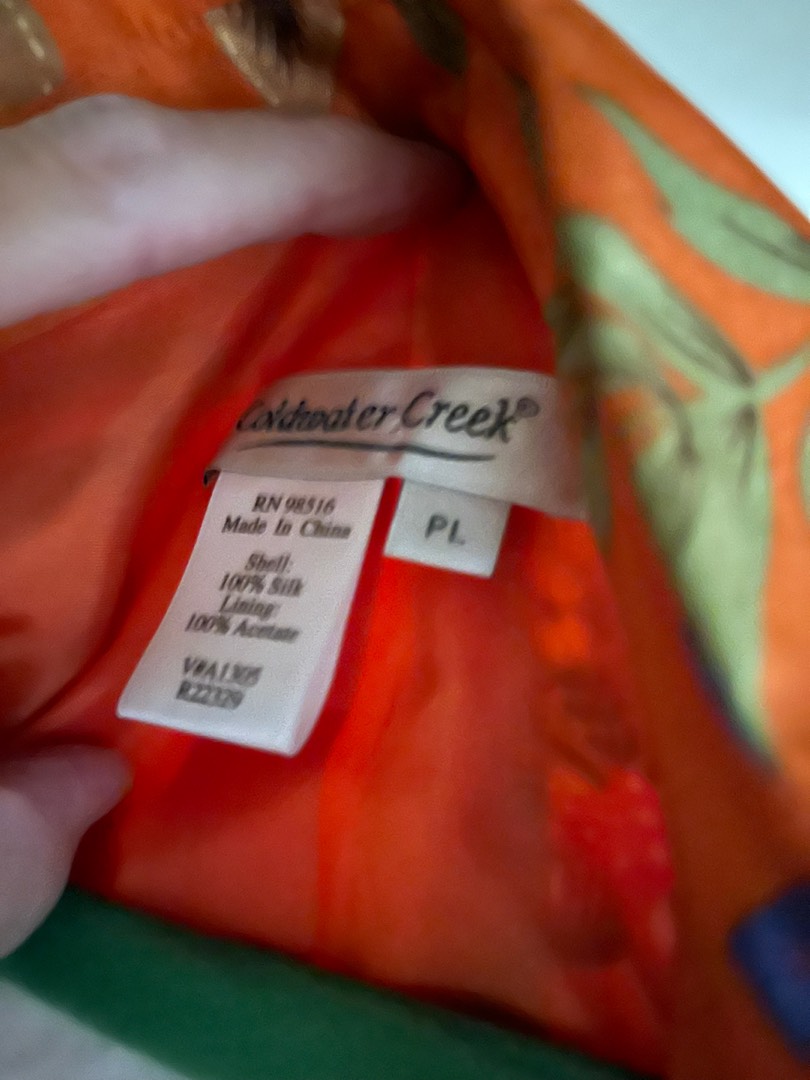 Coldwater Creek®
PL
RN 98516
Made In China
Shell:
100% Silk
Lining:
100% Acetate
V#A1305
R22329